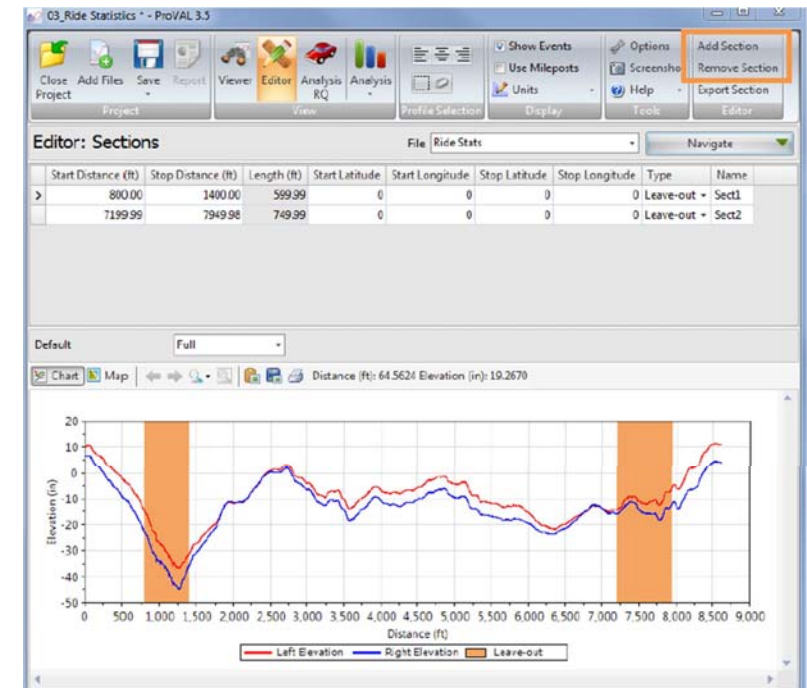 03_Ride Statistics * - ProVAL 3.5
Close Project
Add Files
Save
Report
Viewer
Editor
Analysis RQ
Analysis
Show Events
Use Mileposts
Units
Options
Screensho
Help
Add Section
Remove Section
Export Section
Project
View
Profile Selection
Display
Tools
Editor
Editor: Sections
File Ride Stats
Navigate
Start Distance (ft) Stop Distance (ft) Length (ft) Start Latitude Start Longitude Stop Latitude Stop Longitude Type Name
800.00 1400.00 599.99 0 0 0 0 Leave-out Sect1
7199.99 7949.98 749.99 0 0 0 0 Leave-out Sect2
Default Full
Chart Map Distance (ft): 64.5624 Elevation (in): 19.2670
20
10
0
-10
-20
-30
-40
-50
Elevation (in)
0 500 1,000 1,500 2,000 2,500 3,000 3,500 4,000 4,500 5,000 5,500 6,000 6,500 7,000 7,500 8,000 8,500 9,000
Distance (ft)
Left Elevation Right Elevation Leave-out